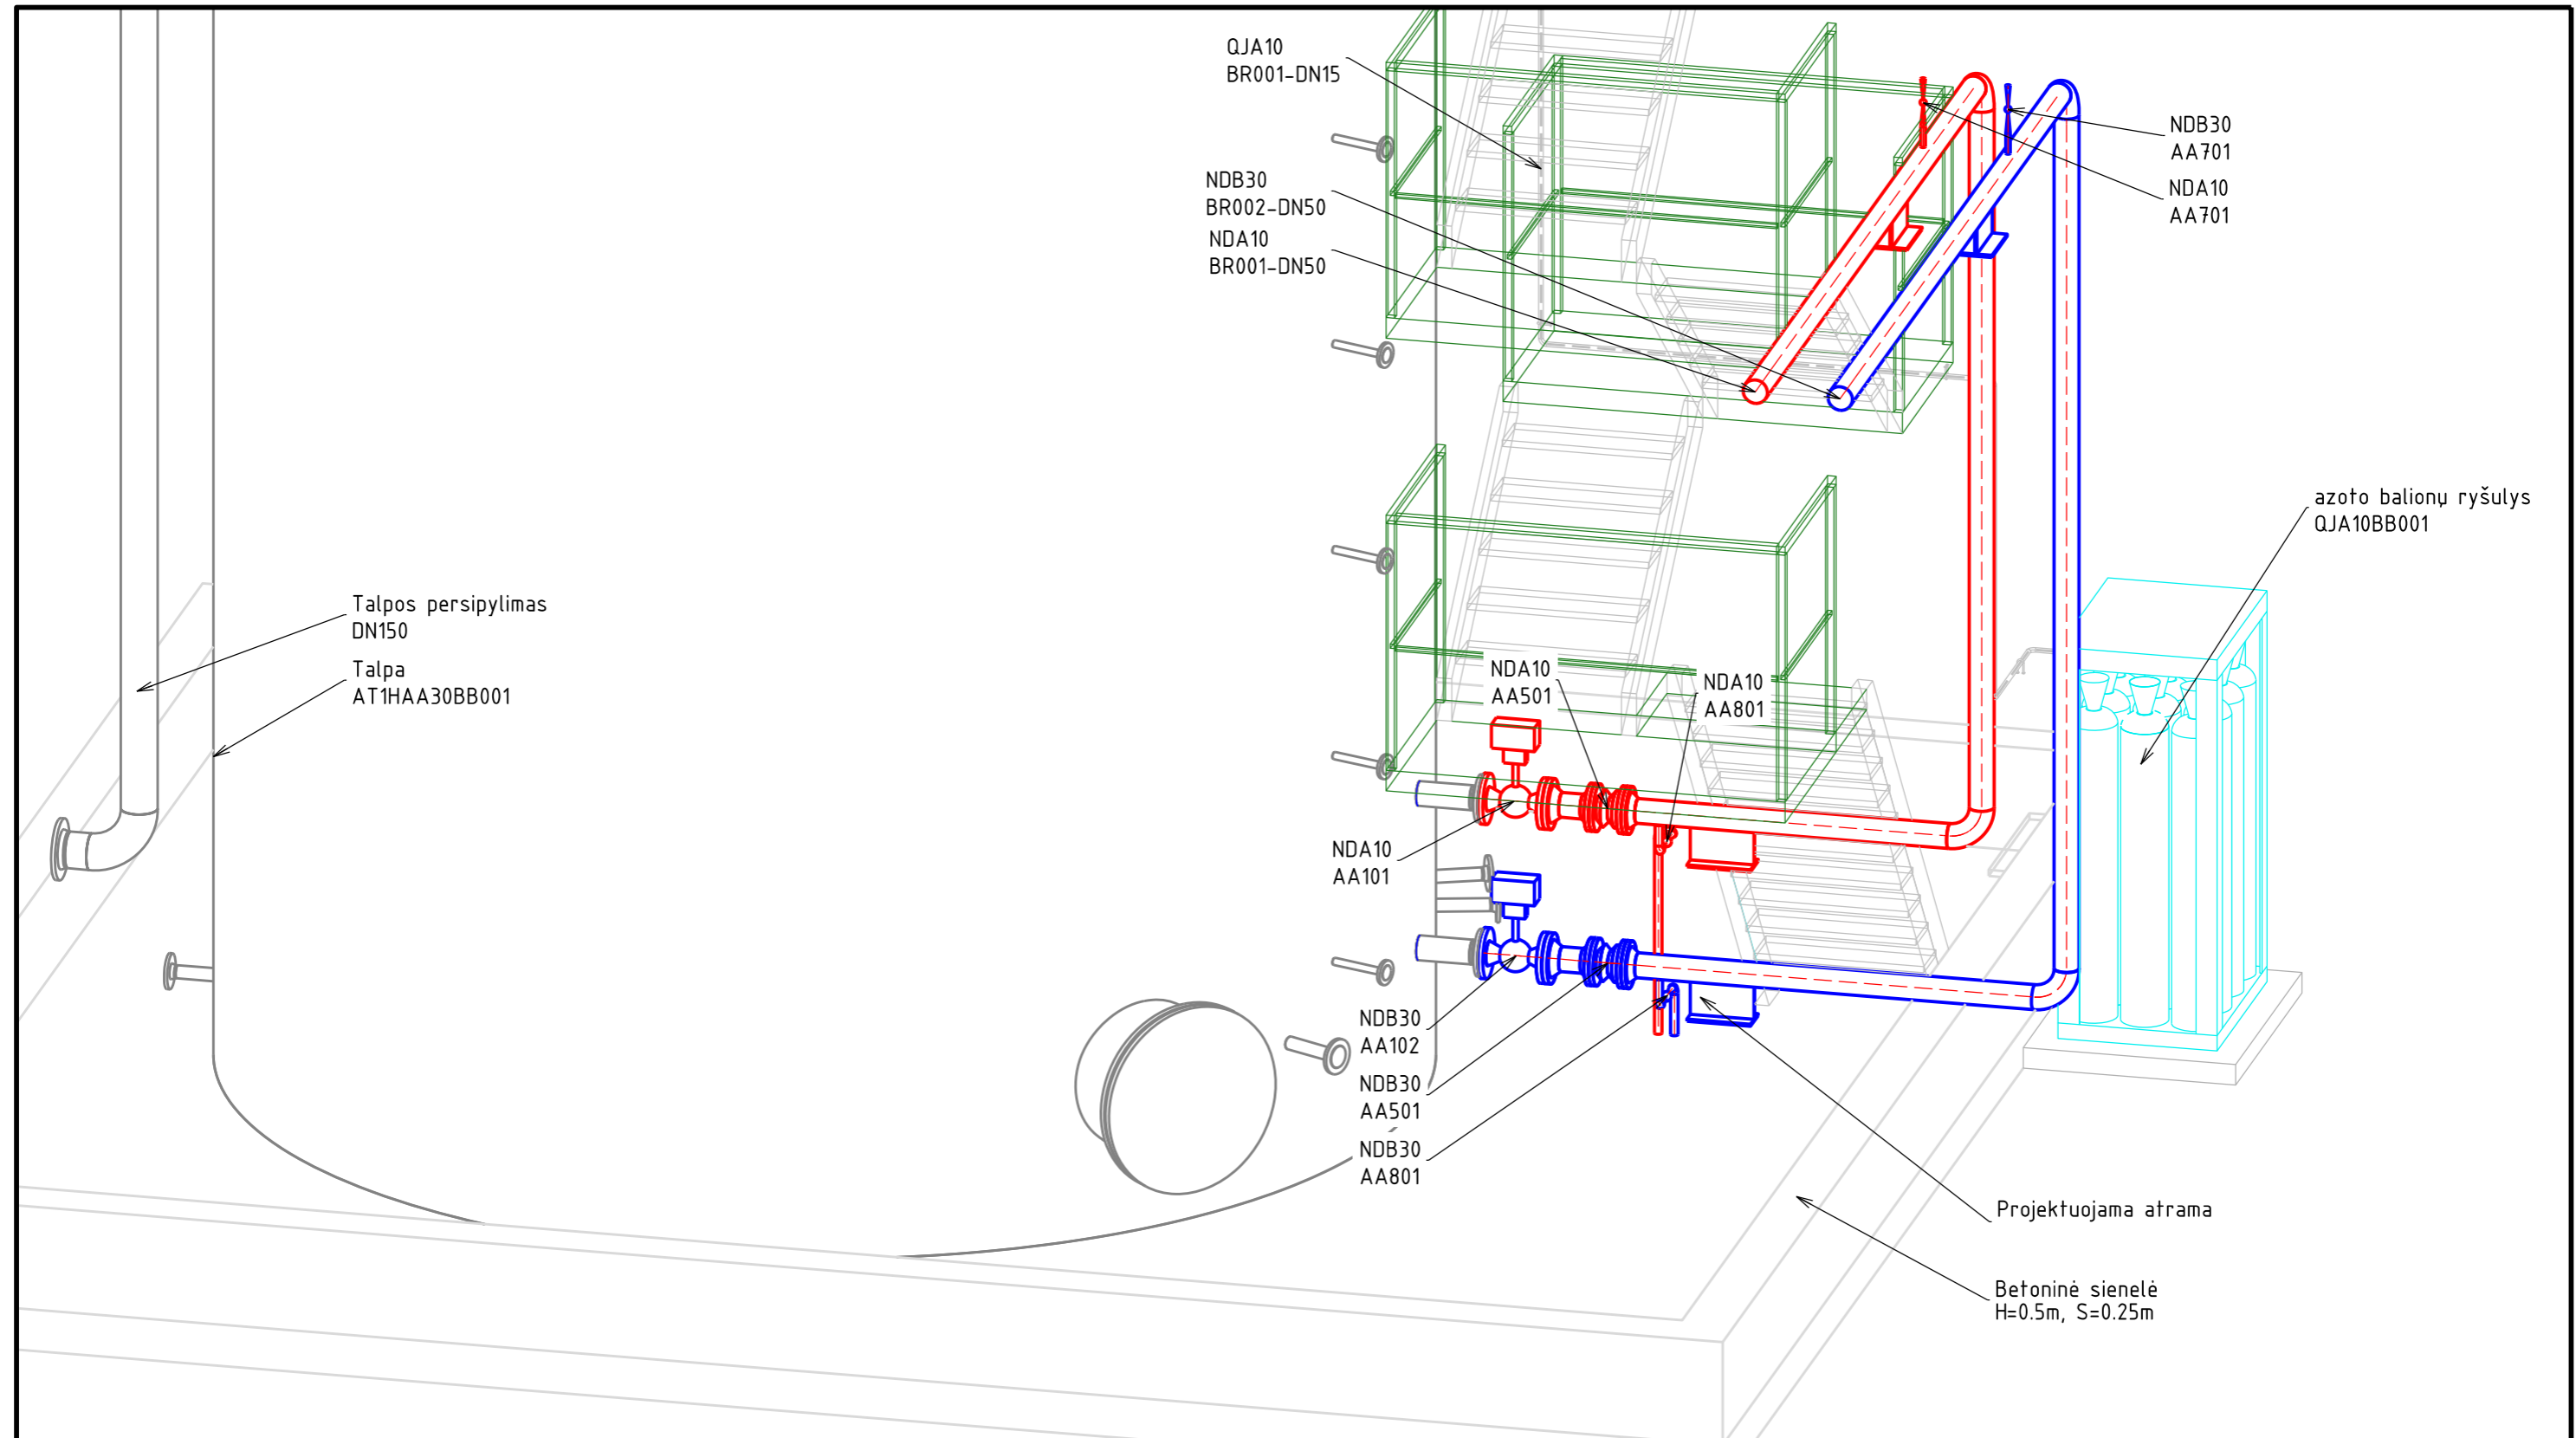 QJA10
BR001-DN15
NDB30
AA701
NDB30
BR002-DN50
NDA10
AA701
NDA10
BR001-DN50
azoto balionų ryšulys
QJA10BB001
Talpos persipylimas
DN150
Talpa
AT1HAA30BB001
NDA10
AA501
NDA10
AA801
NDA10
AA101
NDB30
AA102
NDB30
AA501
NDB30
AA801
Projektuojama atrama
Betoninė sienelė
H=0.5m, S=0.25m